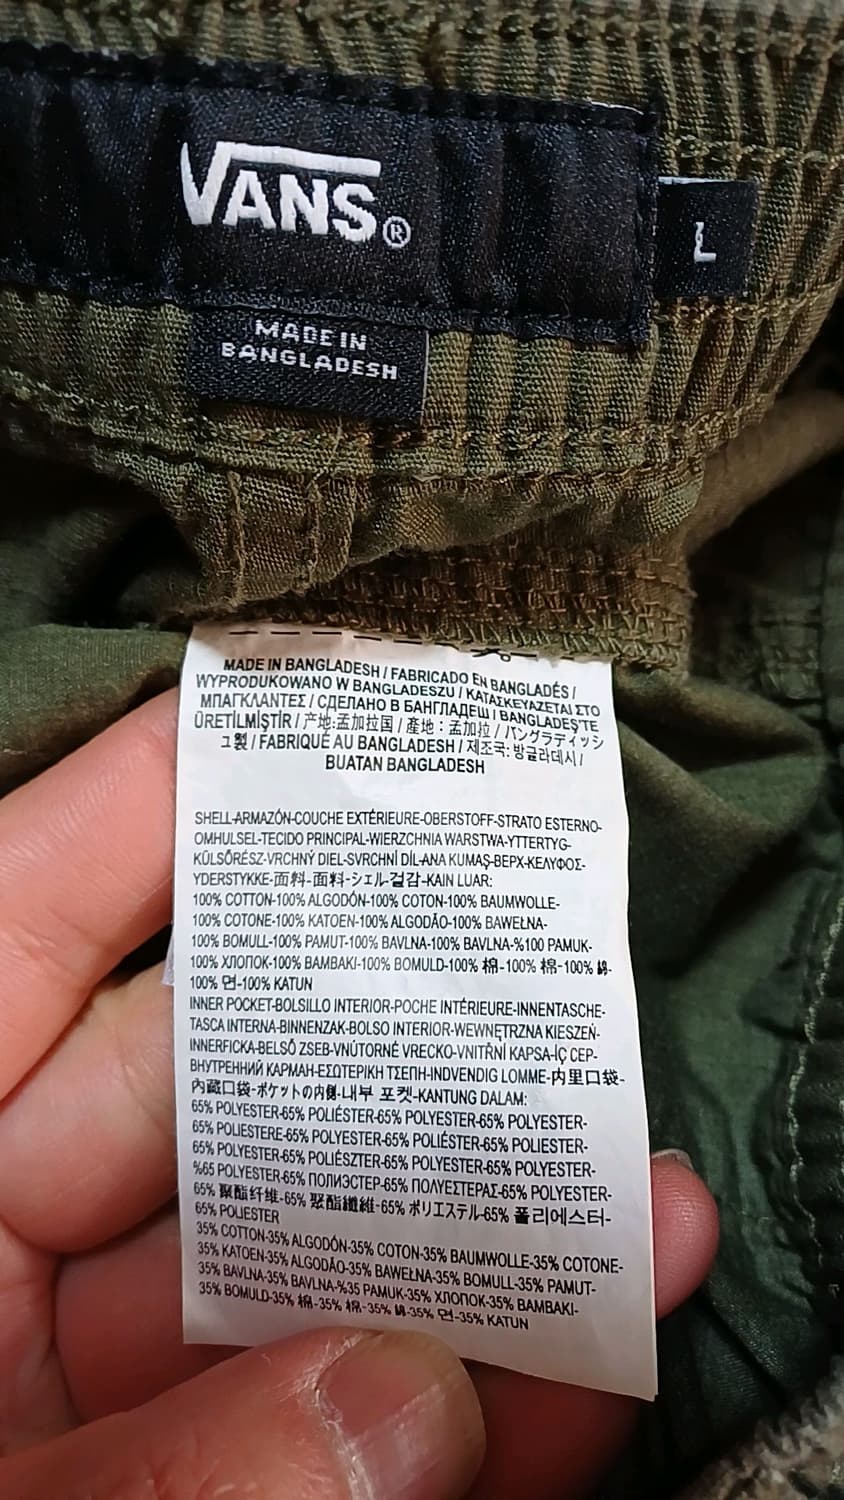 VANS®
L
MADE IN
BANGLADESH
MADE IN BANGLADESH / FABRICADO EN BANGLADÉS /
WYPRODUKOWANO W BANGLADESZU / ΚΑΤΑΣΚΕΥΑΖΕΤΑΙ ΣΤΟ
ΜΠΑΓΚΛΑΝΤΕΣ / СДЕЛАНО В БАНГЛАДЕШ / BANGLADEŞ'TE
ÜRETİLMİŞTİR / 产地:孟加拉国 / 產地：孟加拉 / バングラディッシ
ュ製 / FABRIQUÉ AU BANGLADESH / 제조국: 방글라데시 /
BUATAN BANGLADESH
SHELL-ARMAZÓN-COUCHE EXTÉRIEURE-OBERSTOFF-STRATO ESTERNO-
OMHULSEL-TECIDO PRINCIPAL-WIERZCHNIA WARSTWA-YTTERTYG-
KÜLSŐRÉSZ-VRCHNÝ DIEL-SVRCHNÍ DÍL-ANA KUMAŞ-ВЕРХ-ΚΕΛΥΦΟΣ-
YDERSTYKKE-面料-面料-シェル-겉감-KAIN LUAR:
100% COTTON-100% ALGODÓN-100% COTON-100% BAUMWOLLE-
100% COTONE-100% KATOEN-100% ALGODÃO-100% BAWEŁNA-
100% BOMULL-100% PAMUT-100% BAVLNA-100% BAVLNA-%100 PAMUK-
100% ХЛОПОК-100% ΒΑΜΒΑΚΙ-100% BOMULD-100% 棉-100% 棉-100% 綿-
100% 면-100% KATUN
INNER POCKET-BOLSILLO INTERIOR-POCHE INTÉRIEURE-INNENTASCHE-
TASCA INTERNA-BINNENZAK-BOLSO INTERIOR-WEWNĘTRZNA KIESZEŃ-
INNERFICKA-BELSŐ ZSEB-VNÚTORNÉ VRECKO-VNITŘNÍ KAPSA-İÇ CEP-
ВНУТРЕННИЙ КАРМАН-ΕΣΩΤΕΡΙΚΗ ΤΣΕΠΗ-INDVENDIG LOMME-内里口袋-
內藏口袋-ポケットの内側-내부 포켓-KANTUNG DALAM:
65% POLYESTER-65% POLIÉSTER-65% POLYESTER-65% POLYESTER-
65% POLIESTERE-65% POLYESTER-65% POLIÉSTER-65% POLIESTER-
65% POLYESTER-65% POLIÉSZTER-65% POLYESTER-65% POLYESTER-
%65 POLYESTER-65% ПОЛИЭСТЕР-65% ΠΟΛΥΕΣΤΕΡΑΣ-65% POLYESTER-
65% 聚酯纤维-65% 聚酯纖維-65% ポリエステル-65% 폴리에스터-
65% POLIESTER
35% COTTON-35% ALGODÓN-35% COTON-35% BAUMWOLLE-35% COTONE-
35% KATOEN-35% ALGODÃO-35% BAWEŁNA-35% BOMULL-35% PAMUT-
35% BAVLNA-35% BAVLNA-%35 PAMUK-35% ХЛОПОК-35% ΒΑΜΒΑΚΙ-
35% BOMULD-35% 棉-35% 棉-35% 綿-35% 면-35% KATUN